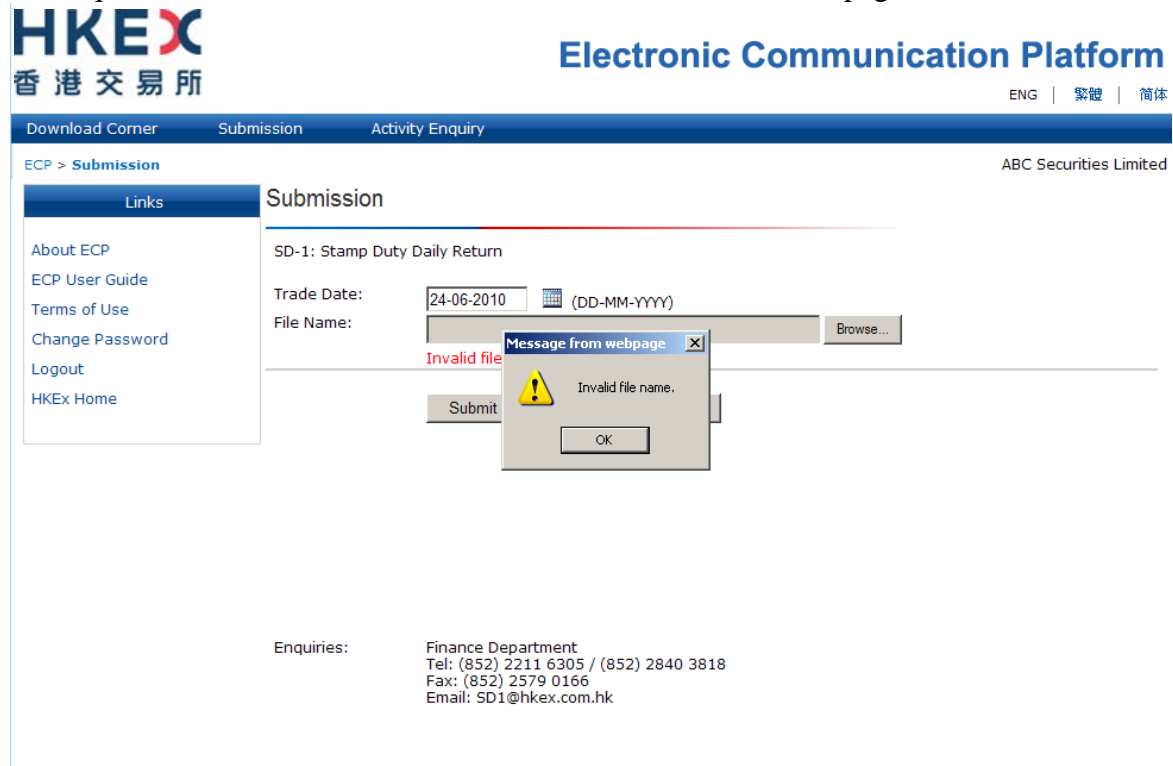 HKEX
香港交易所
Electronic Communication Platform
ENG | 繁體 | 简体
Download Corner Submission Activity Enquiry
ECP > Submission ABC Securities Limited
Links
About ECP
ECP User Guide
Terms of Use
Change Password
Logout
HKEx Home
Submission
SD-1: Stamp Duty Daily Return
Trade Date: 24-06-2010 (DD-MM-YYYY)
File Name: Browse...
Invalid file
Message from webpage
Invalid file name.
OK
Submit
Enquiries: Finance Department
Tel: (852) 2211 6305 / (852) 2840 3818
Fax: (852) 2579 0166
Email: SD1@hkex.com.hk